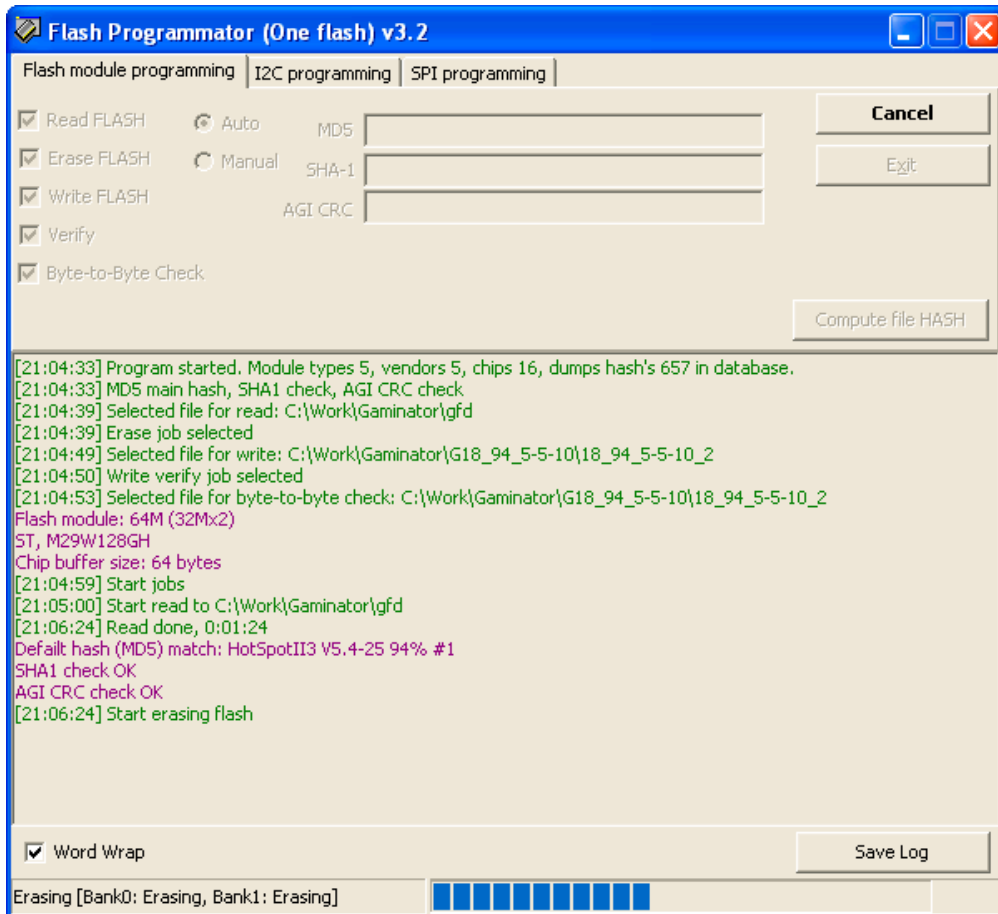 Flash Programmator (One flash) v3.2
Flash module programming I2C programming SPI programming
Read FLASH Auto MD5 Cancel
Erase FLASH Manual SHA-1 Exit
Write FLASH AGI CRC
Verify
Byte-to-Byte Check
Compute file HASH
[21:04:33] Program started. Module types 5, vendors 5, chips 16, dumps hash's 657 in database.
[21:04:33] MD5 main hash, SHA1 check, AGI CRC check
[21:04:39] Selected file for read: C:\Work\Gaminator\gfd
[21:04:39] Erase job selected
[21:04:49] Selected file for write: C:\Work\Gaminator\G18_94_5-5-10\18_94_5-5-10_2
[21:04:50] Write verify job selected
[21:04:53] Selected file for byte-to-byte check: C:\Work\Gaminator\G18_94_5-5-10\18_94_5-5-10_2
Flash module: 64M (32Mx2)
ST, M29W128GH
Chip buffer size: 64 bytes
[21:04:59] Start jobs
[21:05:00] Start read to C:\Work\Gaminator\gfd
[21:06:24] Read done, 0:01:24
Defailt hash (MD5) match: HotSpotII3 V5.4-25 94% #1
SHA1 check OK
AGI CRC check OK
[21:06:24] Start erasing flash
Word Wrap Save Log
Erasing [Bank0: Erasing, Bank1: Erasing]